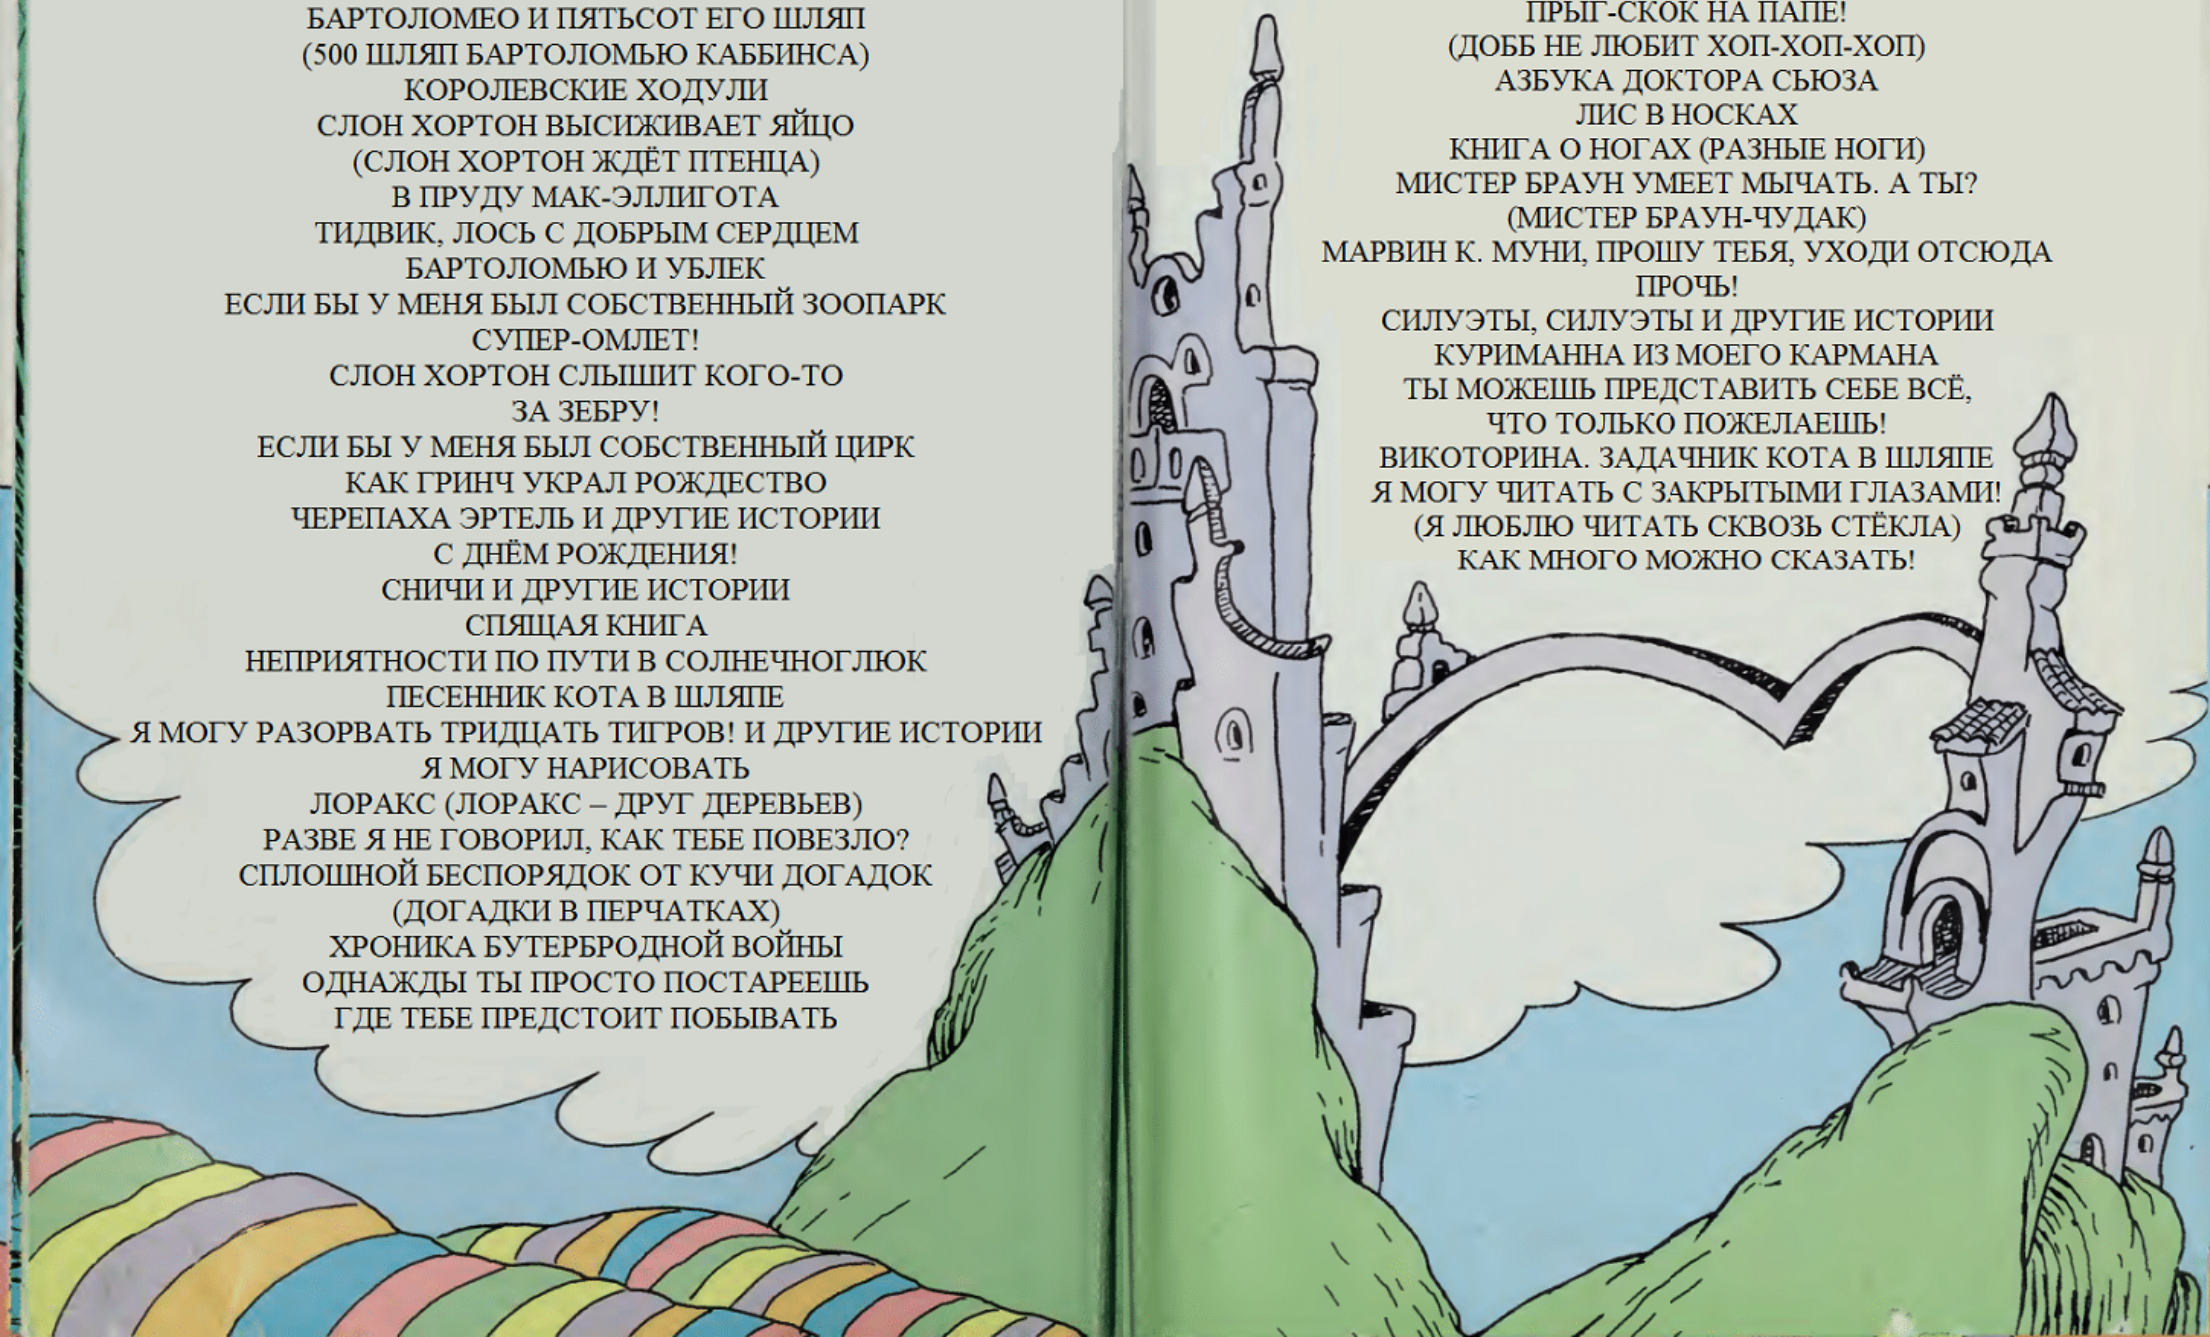 БАРТОЛОМЕО И ПЯТЬСОТ ЕГО ШЛЯП
(500 ШЛЯП БАРТОЛОМЬЮ КАББИНСА)
КОРОЛЕВСКИЕ ХОДУЛИ
СЛОН ХОРТОН ВЫСИЖИВАЕТ ЯЙЦО
(СЛОН ХОРТОН ЖДЁТ ПТЕНЦА)
В ПРУДУ МАК-ЭЛЛИГОТА
ТИДВИК, ЛОСЬ С ДОБРЫМ СЕРДЦЕМ
БАРТОЛОМЬЮ И УБЛЕК
ЕСЛИ БЫ У МЕНЯ БЫЛ СОБСТВЕННЫЙ ЗООПАРК
СУПЕР-ОМЛЕТ!
СЛОН ХОРТОН СЛЫШИТ КОГО-ТО
ЗА ЗЕБРУ!
ЕСЛИ БЫ У МЕНЯ БЫЛ СОБСТВЕННЫЙ ЦИРК
КАК ГРИНЧ УКРАЛ РОЖДЕСТВО
ЧЕРЕПАХА ЭРТЕЛЬ И ДРУГИЕ ИСТОРИИ
С ДНЁМ РОЖДЕНИЯ!
СНИЧИ И ДРУГИЕ ИСТОРИИ
СПЯЩАЯ КНИГА
НЕПРИЯТНОСТИ ПО ПУТИ В СОЛНЕЧНОГЛЮК
ПЕСЕННИК КОТА В ШЛЯПЕ
Я МОГУ РАЗОРВАТЬ ТРИДЦАТЬ ТИГРОВ! И ДРУГИЕ ИСТОРИИ
Я МОГУ НАРИСОВАТЬ
ЛОРАКС (ЛОРАКС – ДРУГ ДЕРЕВЬЕВ)
РАЗВЕ Я НЕ ГОВОРИЛ, КАК ТЕБЕ ПОВЕЗЛО?
СПЛОШНОЙ БЕСПОРЯДОК ОТ КУЧИ ДОГАДОК
(ДОГАДКИ В ПЕРЧАТКАХ)
ХРОНИКА БУТЕРБРОДНОЙ ВОЙНЫ
ОДНАЖДЫ ТЫ ПРОСТО ПОСТАРЕЕШЬ
ГДЕ ТЕБЕ ПРЕДСТОИТ ПОБЫВАТЬ
ПРЫГ-СКОК НА ПАПЕ!
(ДОББ НЕ ЛЮБИТ ХОП-ХОП-ХОП)
АЗБУКА ДОКТОРА СЬЮЗА
ЛИС В НОСКАХ
КНИГА О НОГАХ (РАЗНЫЕ НОГИ)
МИСТЕР БРАУН УМЕЕТ МЫЧАТЬ. А ТЫ?
(МИСТЕР БРАУН-ЧУДАК)
МАРВИН К. МУНИ, ПРОШУ ТЕБЯ, УХОДИ ОТСЮДА
ПРОЧЬ!
СИЛУЭТЫ, СИЛУЭТЫ И ДРУГИЕ ИСТОРИИ
КУРИМАННА ИЗ МОЕГО КАРМАНА
ТЫ МОЖЕШЬ ПРЕДСТАВИТЬ СЕБЕ ВСЁ,
ЧТО ТОЛЬКО ПОЖЕЛАЕШЬ!
ВИКОТОРИНА. ЗАДАЧНИК КОТА В ШЛЯПЕ
Я МОГУ ЧИТАТЬ С ЗАКРЫТЫМИ ГЛАЗАМИ!
(Я ЛЮБЛЮ ЧИТАТЬ СКВОЗЬ СТЁКЛА)
КАК МНОГО МОЖНО СКАЗАТЬ!